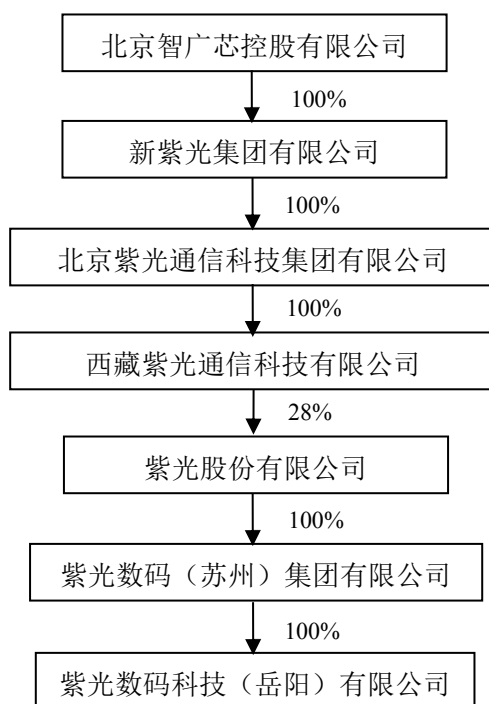 北京智广芯控股有限公司
100%
新紫光集团有限公司
100%
北京紫光通信科技集团有限公司
100%
西藏紫光通信科技有限公司
28%
紫光股份有限公司
100%
紫光数码（苏州）集团有限公司
100%
紫光数码科技（岳阳）有限公司